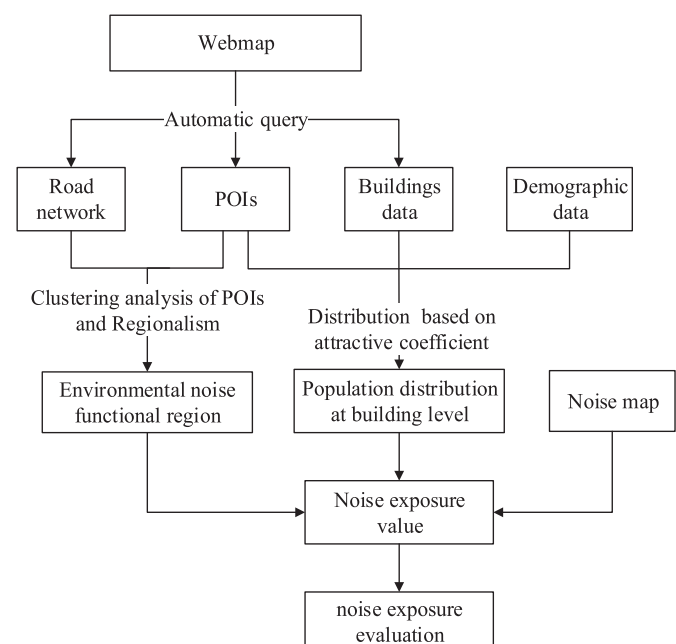 Webmap
Automatic query
Road
network
POIs
Buildings
data
Demographic
data
Clustering analysis of POIs
and Regionalism
Distribution based on
attractive coefficient
Environmental noise
functional region
Population distribution
at building level
Noise map
Noise exposure
value
noise exposure
evaluation